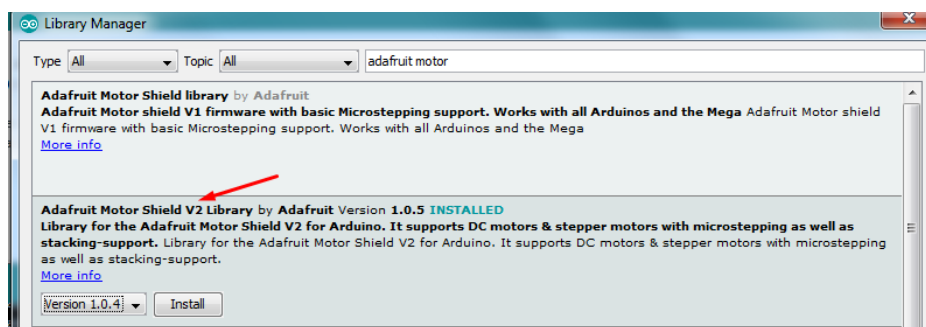 Library Manager
Type All Topic All adafruit motor
Adafruit Motor Shield library by Adafruit
Adafruit Motor shield V1 firmware with basic Microstepping support. Works with all Arduinos and the Mega Adafruit Motor shield
V1 firmware with basic Microstepping support. Works with all Arduinos and the Mega
More info
Adafruit Motor Shield V2 Library by Adafruit Version 1.0.5 INSTALLED
Library for the Adafruit Motor Shield V2 for Arduino. It supports DC motors & stepper motors with microstepping as well as
stacking-support. Library for the Adafruit Motor Shield V2 for Arduino. It supports DC motors & stepper motors with microstepping
as well as stacking-support.
More info
Version 1.0.4 Install